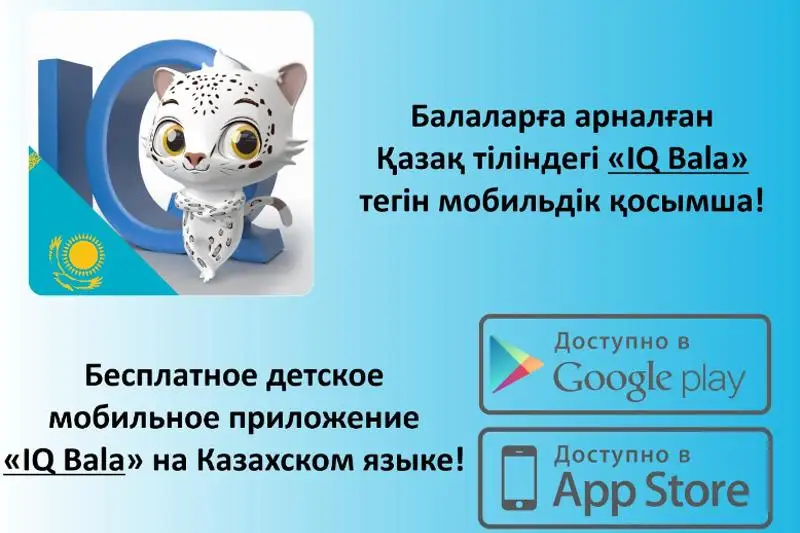 IQ
Балаларға арналған
Қазақ тіліндегі «IQ Bala»
тегін мобильдік қосымша!
Бесплатное детское
мобильное приложение
«IQ Bala» на Казахском языке!
Доступно в
Google play
Доступно в
App Store